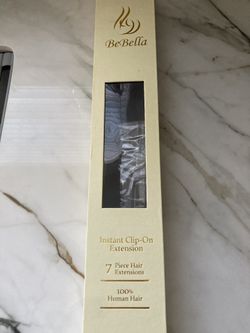 BeBella
Instant Clip-On
Extension
7 Piece Hair
Extensions
100%
Human Hair